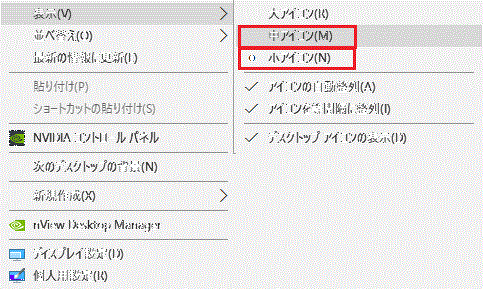 表示(V)
並べ替え(O)
最新の情報に更新(E)
貼り付け(P)
ショートカットの貼り付け(S)
NVIDIA コントロール パネル
次のデスクトップの背景(N)
新規作成(X)
nView Desktop Manager
ディスプレイ設定(D)
個人用設定(R)
大アイコン(R)
中アイコン(M)
小アイコン(N)
アイコンの自動整列(A)
アイコンを等間隔に整列(I)
デスクトップ アイコンの表示(D)